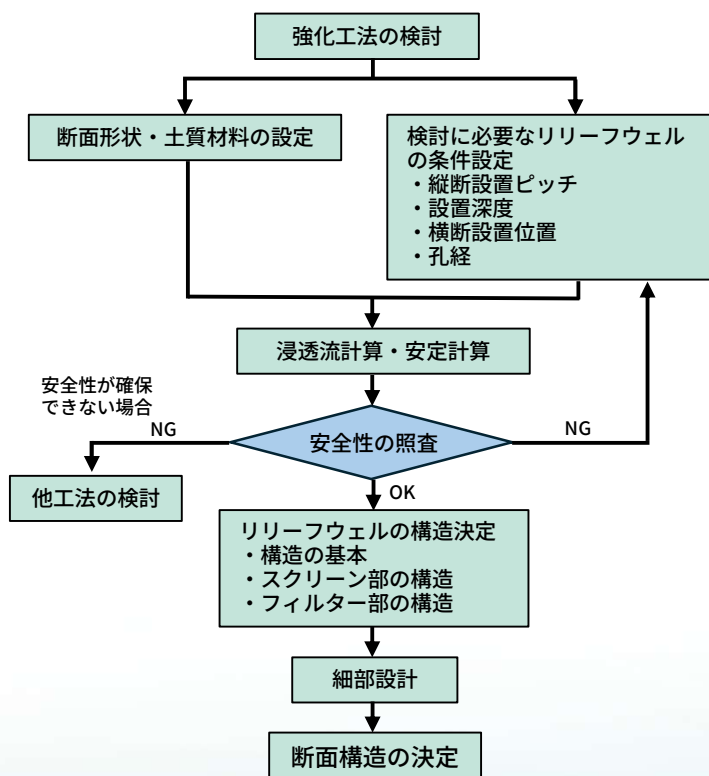 強化工法の検討
断面形状・土質材料の設定
検討に必要なリリーフウェル
の条件設定
・縦断設置ピッチ
・設置深度
・横断設置位置
・孔経
浸透流計算・安定計算
安全性が確保
できない場合
NG
安全性の照査
NG
他工法の検討
OK
リリーフウェルの構造決定
・構造の基本
・スクリーン部の構造
・フィルター部の構造
細部設計
断面構造の決定